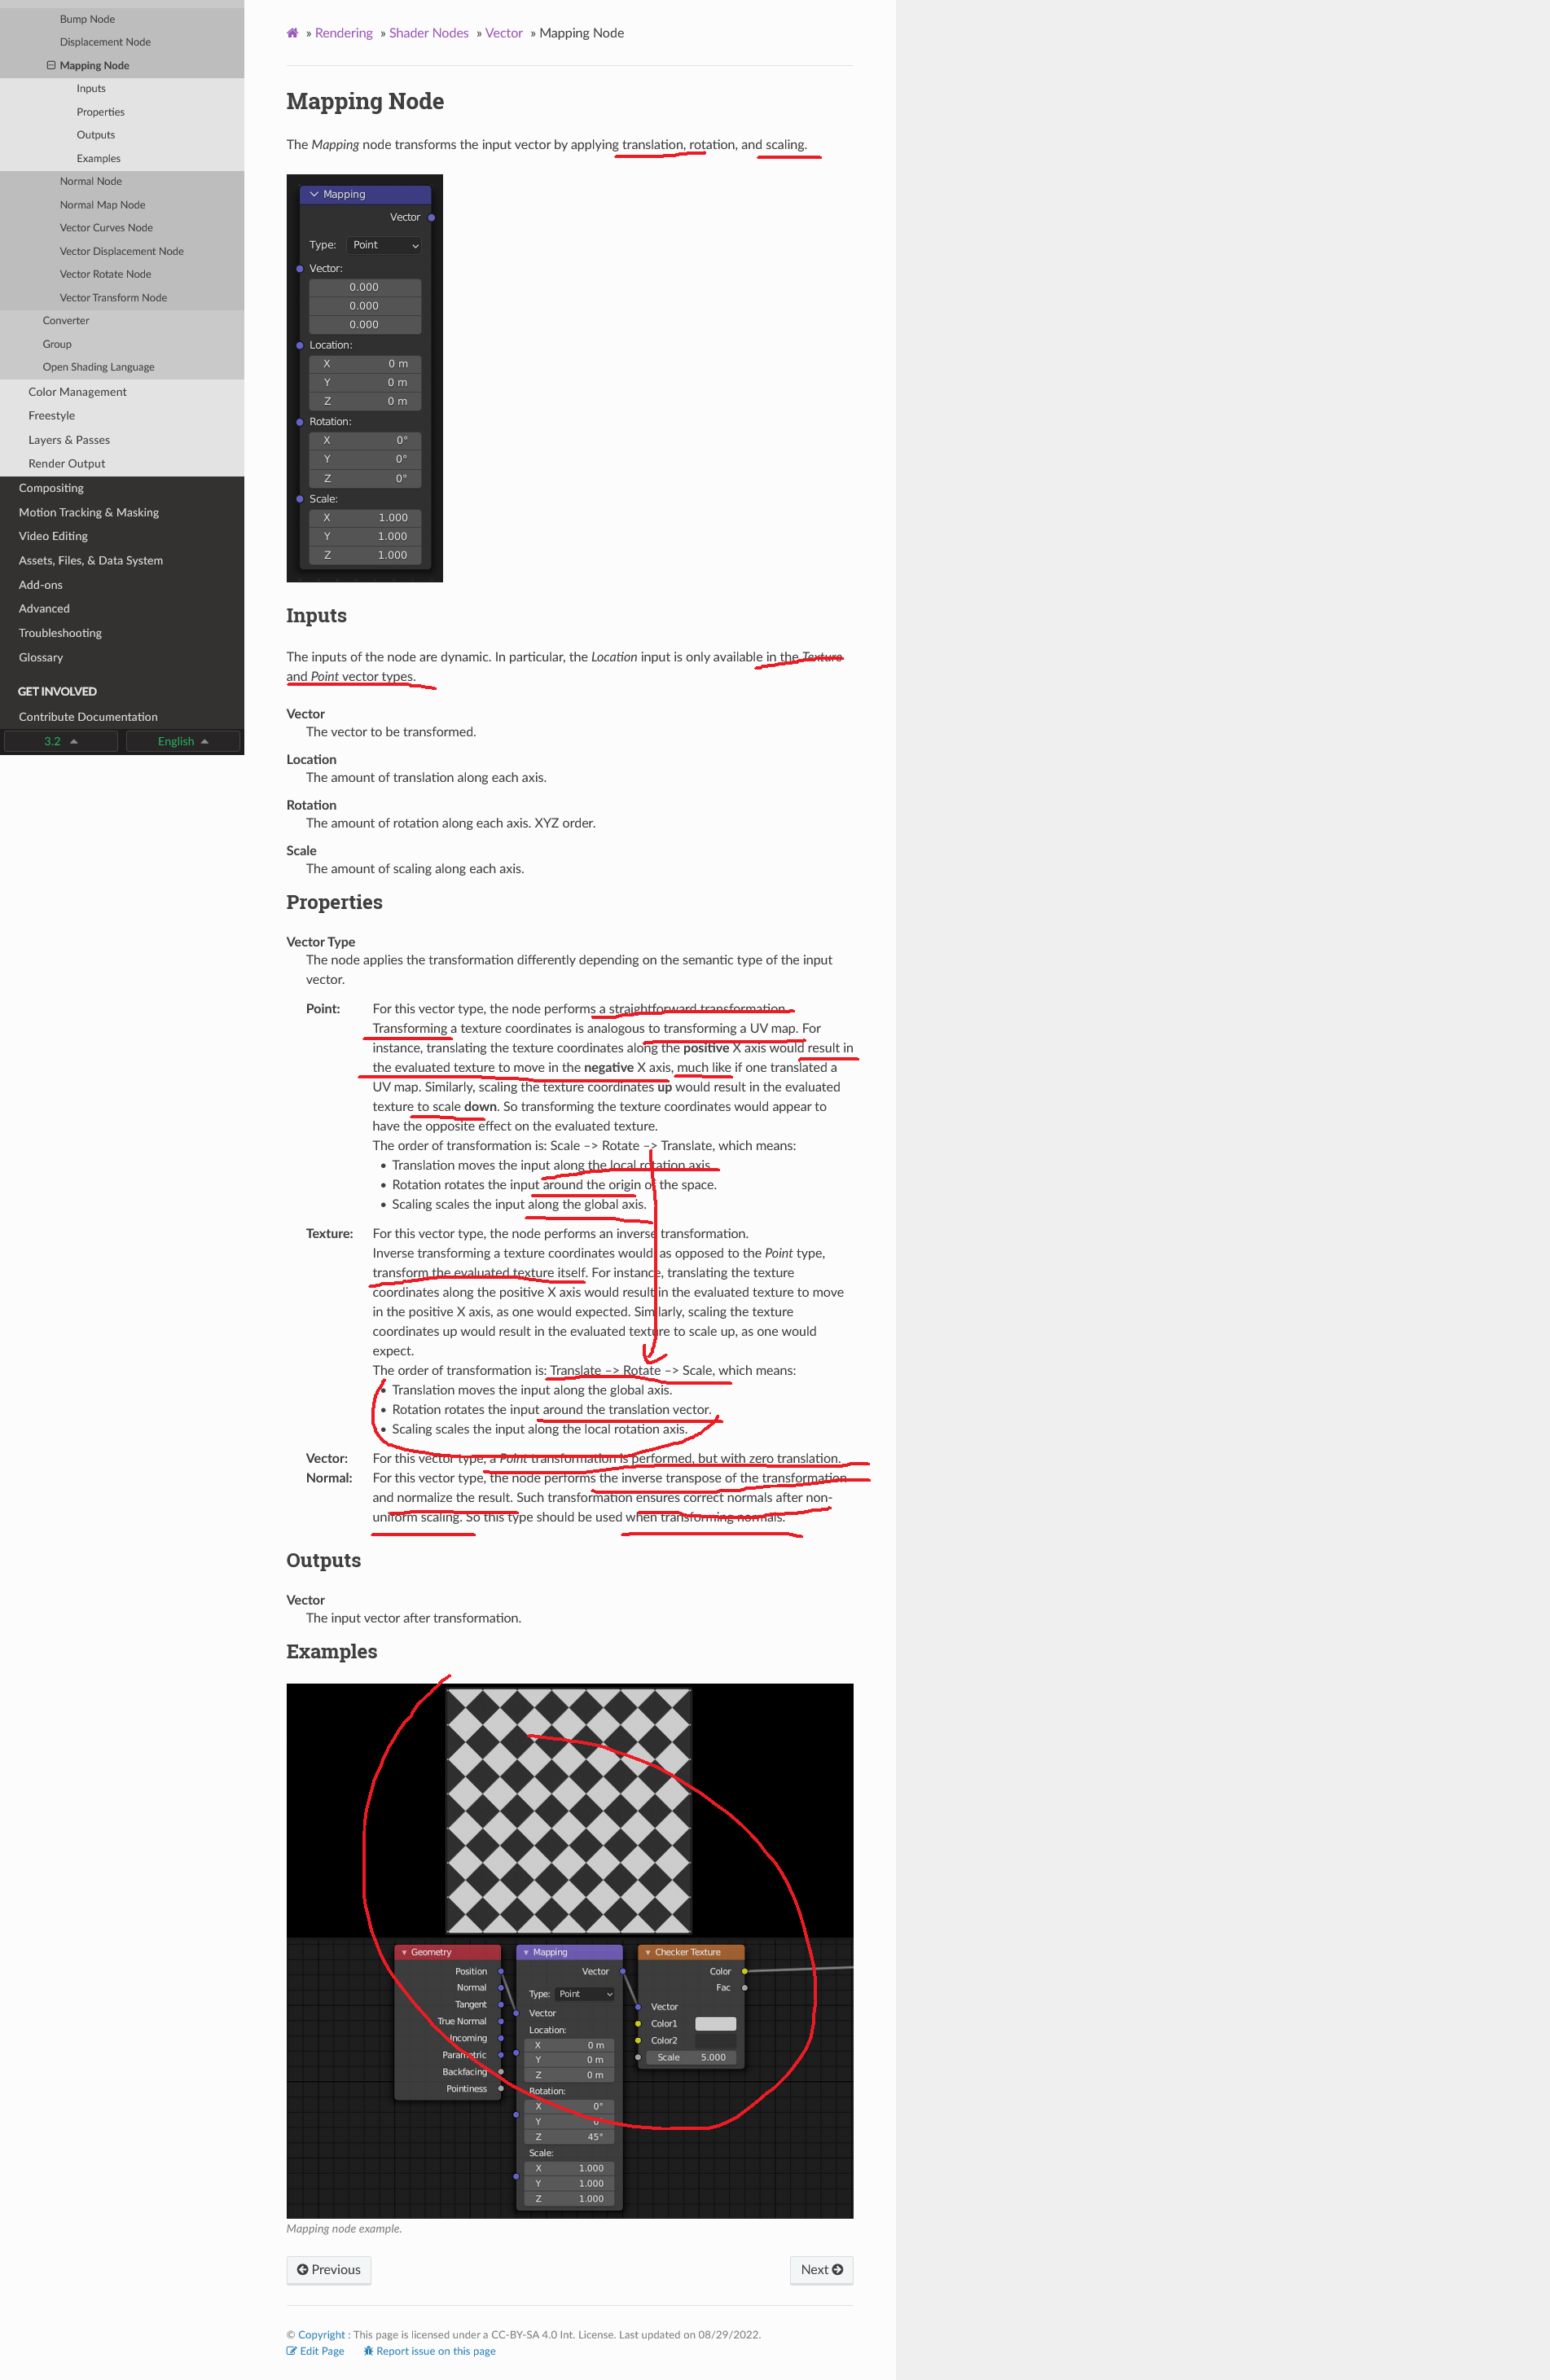 Bump Node
Displacement Node
Mapping Node
Inputs
Properties
Outputs
Examples
Normal Node
Normal Map Node
Vector Curves Node
Vector Displacement Node
Vector Rotate Node
Vector Transform Node
Converter
Group
Open Shading Language
Color Management
Freestyle
Layers & Passes
Render Output
Compositing
Motion Tracking & Masking
Video Editing
Assets, Files, & Data System
Add-ons
Advanced
Troubleshooting
Glossary
GET INVOLVED
Contribute Documentation
3.2 English
» Rendering » Shader Nodes » Vector » Mapping Node
Mapping Node
The Mapping node transforms the input vector by applying translation, rotation, and scaling.
Mapping
Vector
Type: Point
Vector:
0.000
0.000
0.000
Location:
X 0 m
Y 0 m
Z 0 m
Rotation:
X 0°
Y 0°
Z 0°
Scale:
X 1.000
Y 1.000
Z 1.000
Inputs
The inputs of the node are dynamic. In particular, the Location input is only available in the Texture
and Point vector types.
Vector
The vector to be transformed.
Location
The amount of translation along each axis.
Rotation
The amount of rotation along each axis. XYZ order.
Scale
The amount of scaling along each axis.
Properties
Vector Type
The node applies the transformation differently depending on the semantic type of the input
vector.
Point: For this vector type, the node performs a straightforward transformation.
Transforming a texture coordinates is analogous to transforming a UV map. For
instance, translating the texture coordinates along the positive X axis would result in
the evaluated texture to move in the negative X axis, much like if one translated a
UV map. Similarly, scaling the texture coordinates up would result in the evaluated
texture to scale down. So transforming the texture coordinates would appear to
have the opposite effect on the evaluated texture.
The order of transformation is: Scale –> Rotate –> Translate, which means:
• Translation moves the input along the local rotation axis.
• Rotation rotates the input around the origin of the space.
• Scaling scales the input along the global axis.
Texture: For this vector type, the node performs an inverse transformation.
Inverse transforming a texture coordinates would, as opposed to the Point type,
transform the evaluated texture itself. For instance, translating the texture
coordinates along the positive X axis would result in the evaluated texture to move
in the positive X axis, as one would expected. Similarly, scaling the texture
coordinates up would result in the evaluated texture to scale up, as one would
expect.
The order of transformation is: Translate –> Rotate –> Scale, which means:
• Translation moves the input along the global axis.
• Rotation rotates the input around the translation vector.
• Scaling scales the input along the local rotation axis.
Vector: For this vector type, a Point transformation is performed, but with zero translation.
Normal: For this vector type, the node performs the inverse transpose of the transformation
and normalize the result. Such transformation ensures correct normals after non-
uniform scaling. So this type should be used when transforming normals.
Outputs
Vector
The input vector after transformation.
Examples
Geometry
Position
Normal
Tangent
True Normal
Incoming
Parametric
Backfacing
Pointiness
Mapping
Vector
Type: Point
Vector
Location:
X 0 m
Y 0 m
Z 0 m
Rotation:
X 0°
Y 0°
Z 45°
Scale:
X 1.000
Y 1.000
Z 1.000
Checker Texture
Color
Fac
Vector
Color1
Color2
Scale 5.000
Mapping node example.
Previous Next
© Copyright : This page is licensed under a CC-BY-SA 4.0 Int. License. Last updated on 08/29/2022.
Edit Page Report issue on this page